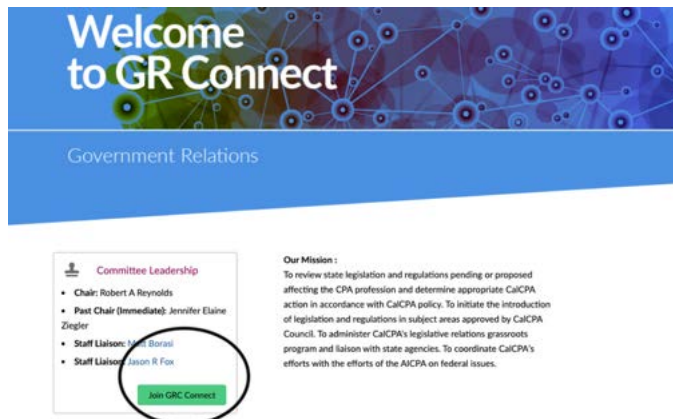 Welcome
to GR Connect
Government Relations
Committee Leadership
• Chair: Robert A Reynolds
• Past Chair (Immediate): Jennifer Elaine
Ziegler
• Staff Liaison: Matt Borasi
• Staff Liaison: Jason R Fox
Join GRC Connect
Our Mission :
To review state legislation and regulations pending or proposed
affecting the CPA profession and determine appropriate CalCPA
action in accordance with CalCPA policy. To initiate the introduction
of legislation and regulations in subject areas approved by CalCPA
Council. To administer CalCPA's legislative relations grassroots
program and liaison with state agencies. To coordinate CalCPA's
efforts with the efforts of the AICPA on federal issues.